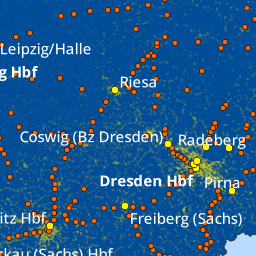 Leipzig/Halle
g Hbf
Riesa
Coswig (Bz Dresden)
Radeberg
Dresden Hbf
Pirna
itz Hbf
Freiberg (Sachs)
kau (Sachs) Hbf